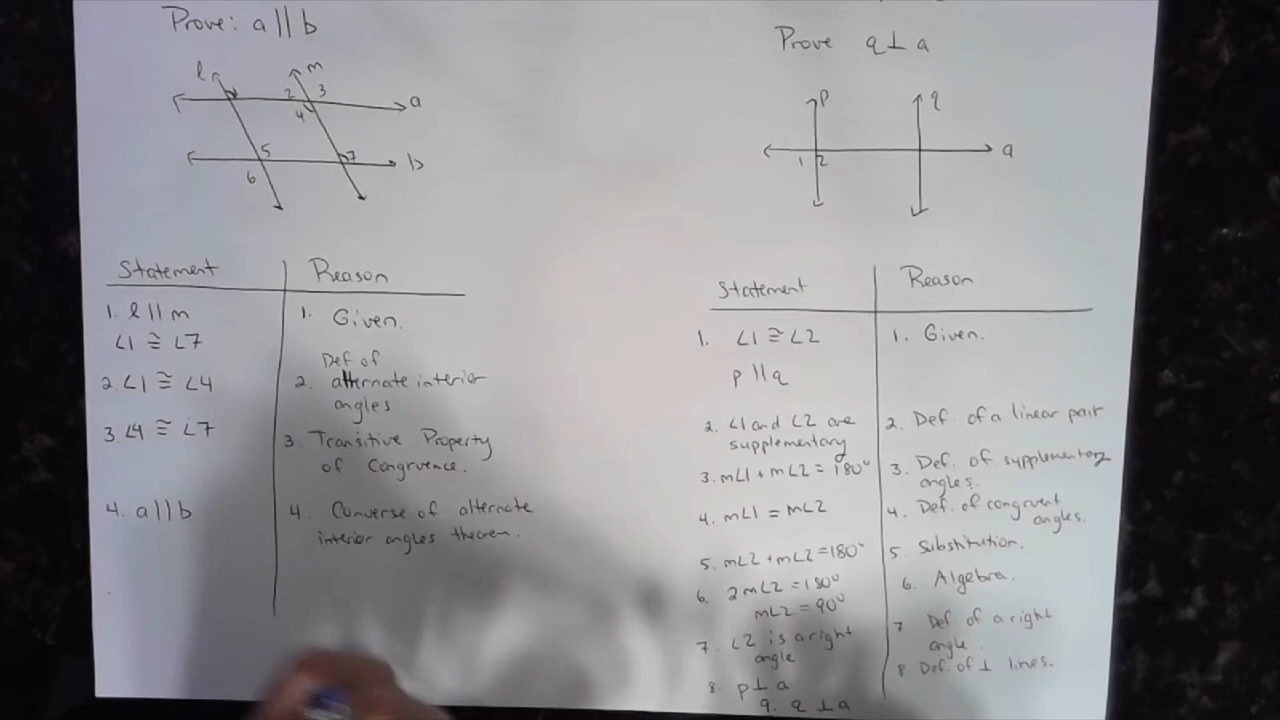 Prove: a || b
l m
2 3 a
4
5 7 b
6
Statement Reason
1. l || m 1. Given.
∠1 ≅ ∠7
Def of
2. ∠1 ≅ ∠4 2. alternate interior
angles
3. ∠4 ≅ ∠7 3. Transitive Property
of Congruence.
4. a || b 4. Converse of alternate
interior angles theorem.
Prove q ⊥ a
p q
1 2 a
Statement Reason
1. ∠1 ≅ ∠2 1. Given.
p || q
2. ∠1 and ∠2 are 2. Def. of a linear pair
supplementary
3. m∠1 + m∠2 = 180° 3. Def. of supplementary
angles.
4. m∠1 = m∠2 4. Def. of congruent
angles.
5. m∠2 + m∠2 = 180° 5. Substitution.
6. 2m∠2 = 180° 6. Algebra.
m∠2 = 90°
7. ∠2 is a right 7 Def of a right
angle angle.
8 p ⊥ a 8 Def. of ⊥ lines.
9. q ⊥ a